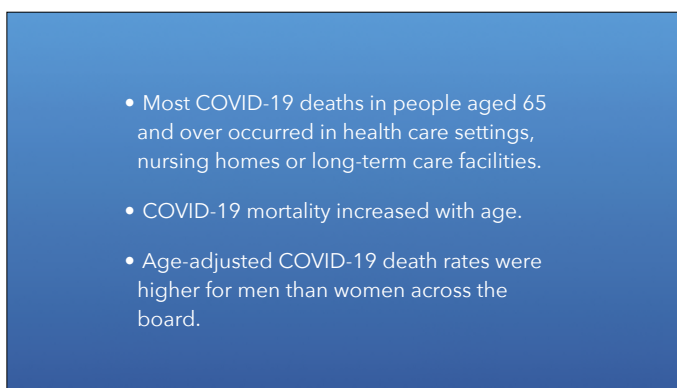 • Most COVID-19 deaths in people aged 65
and over occurred in health care settings,
nursing homes or long-term care facilities.
• COVID-19 mortality increased with age.
• Age-adjusted COVID-19 death rates were
higher for men than women across the
board.